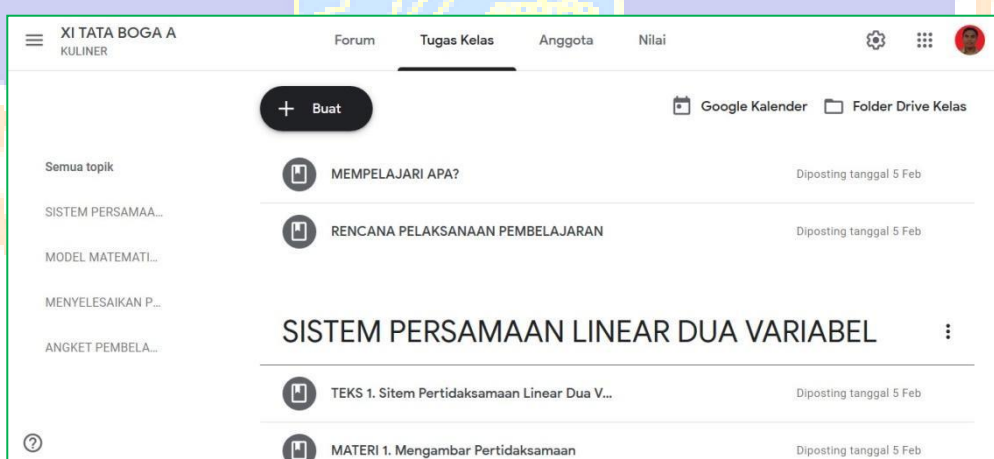 XI TATA BOGA A
KULINER
Forum
Tugas Kelas
Anggota
Nilai
Buat
Google Kalender
Folder Drive Kelas
Semua topik
SISTEM PERSAMAA...
MODEL MATEMATI...
MENYELESAIKAN P...
ANGKET PEMBELA...
MEMPELAJARI APA?
Diposting tanggal 5 Feb
RENCANA PELAKSANAAN PEMBELAJARAN
Diposting tanggal 5 Feb
SISTEM PERSAMAAN LINEAR DUA VARIABEL
TEKS 1. Sitem Pertidaksamaan Linear Dua V...
Diposting tanggal 5 Feb
MATERI 1. Mengambar Pertidaksamaan
Diposting tanggal 5 Feb